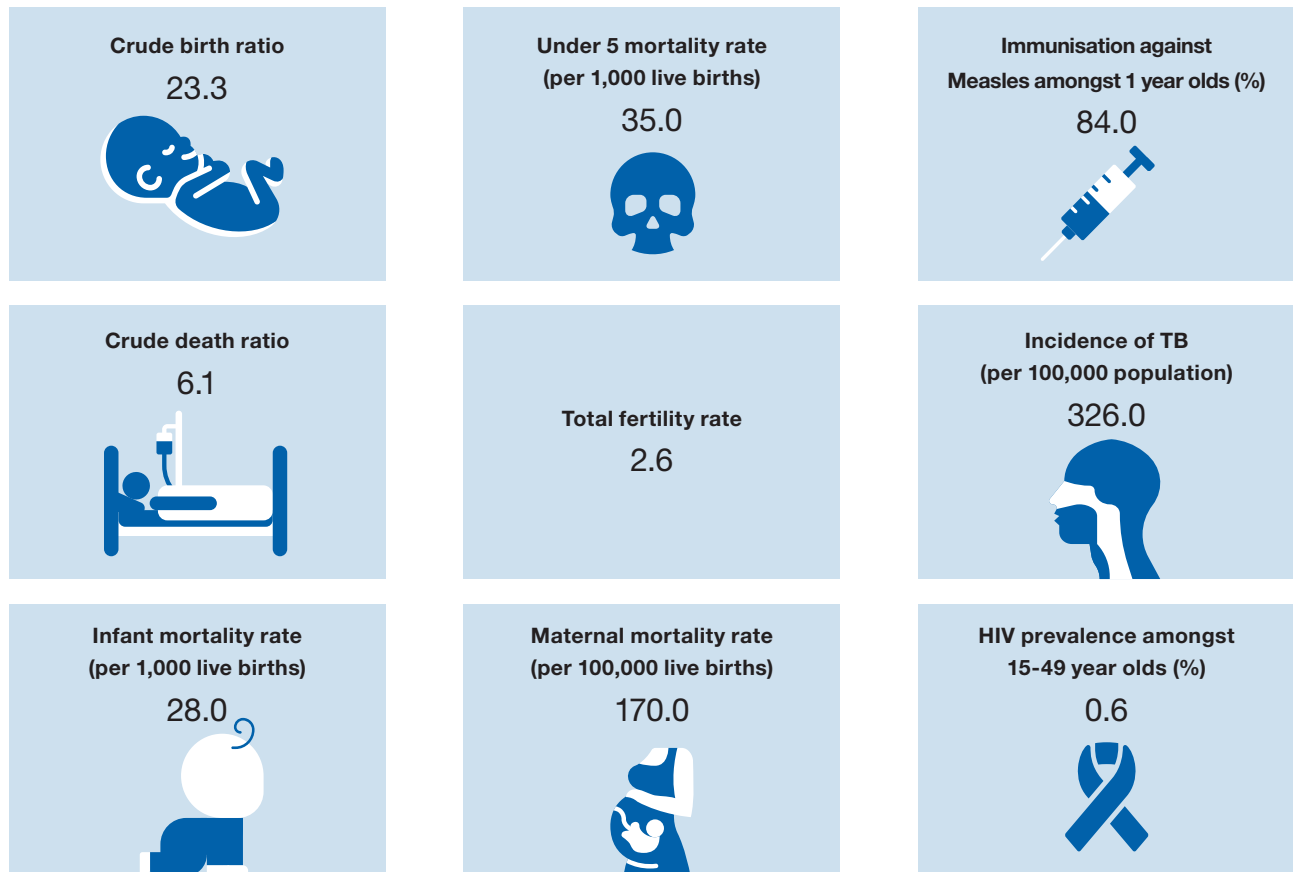 Crude birth ratio
23.3
Under 5 mortality rate
(per 1,000 live births)
35.0
Immunisation against
Measles amongst 1 year olds (%)
84.0
Crude death ratio
6.1
Total fertility rate
2.6
Incidence of TB
(per 100,000 population)
326.0
Infant mortality rate
(per 1,000 live births)
28.0
Maternal mortality rate
(per 100,000 live births)
170.0
HIV prevalence amongst
15-49 year olds (%)
0.6